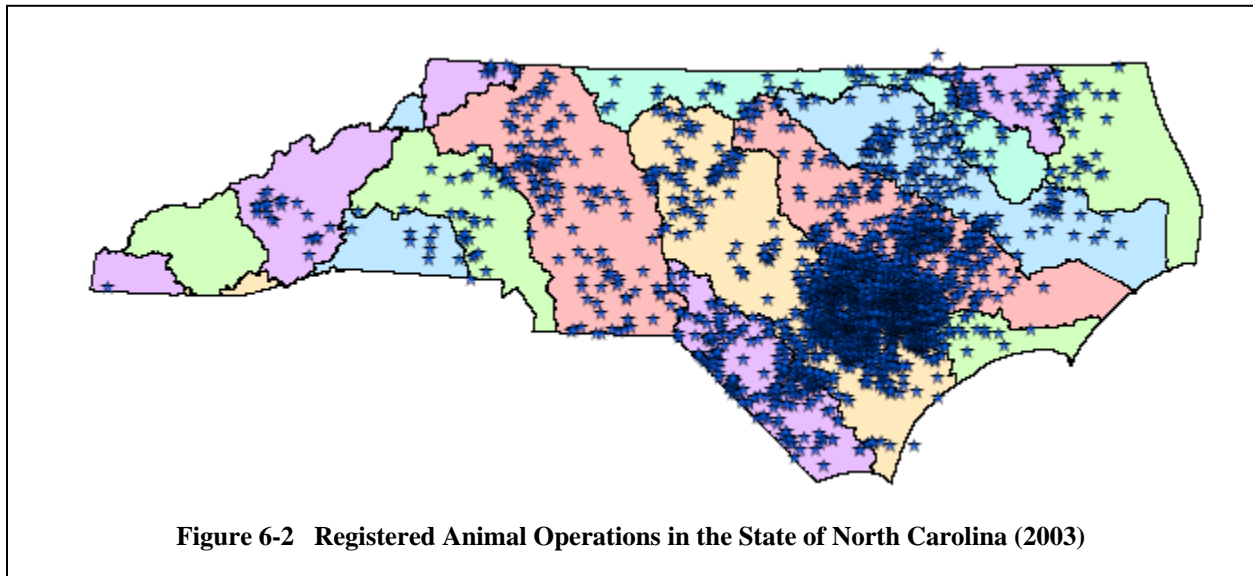 Figure 6-2 Registered Animal Operations in the State of North Carolina (2003)